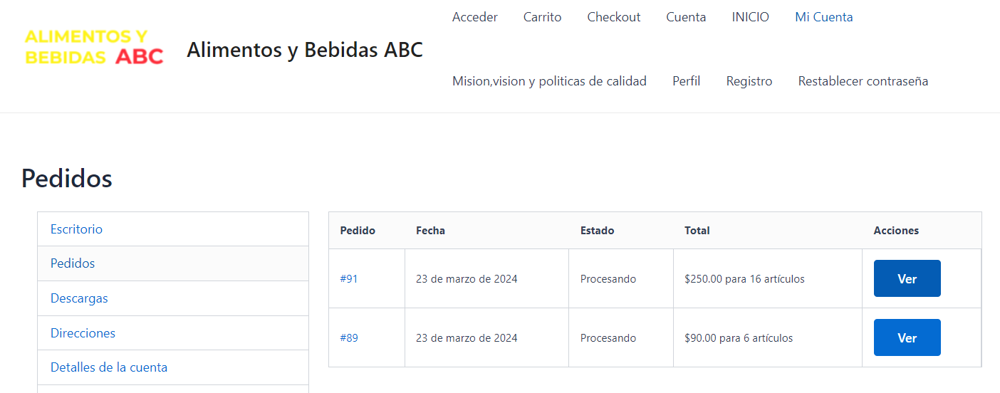 Acceder Carrito Checkout Cuenta INICIO Mi Cuenta
ALIMENTOS Y
BEBIDAS ABC
Alimentos y Bebidas ABC
Mision,vision y politicas de calidad Perfil Registro Restablecer contraseña
Pedidos
Escritorio
Pedidos
Descargas
Direcciones
Detalles de la cuenta
Pedido Fecha Estado Total Acciones
#91 23 de marzo de 2024 Procesando $250.00 para 16 artículos Ver
#89 23 de marzo de 2024 Procesando $90.00 para 6 artículos Ver